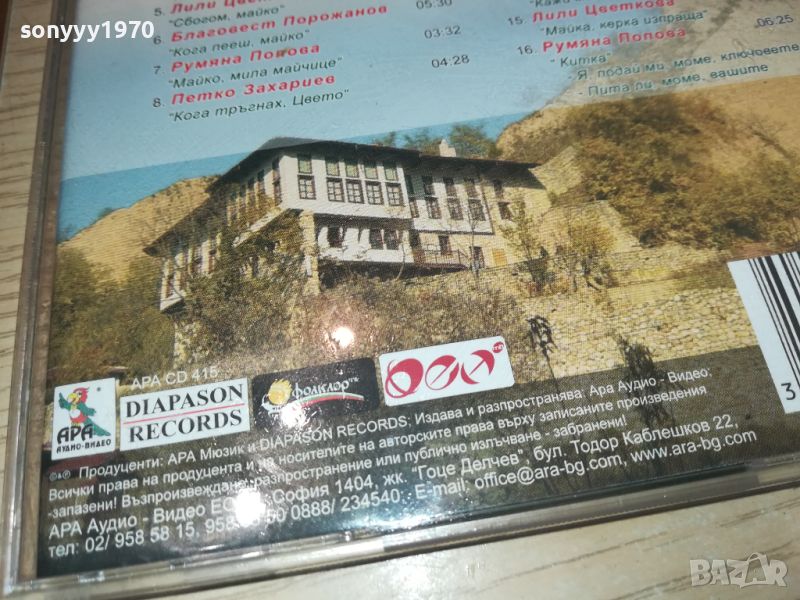 sonyyy1970
5. Лили
"Сбогом, майко"
6. Благовест Порожанов 05:30
"Кога пееш, майко"
7. Румяна Попова 03:32
"Майко, мила майчице"
8. Петко Захариев 04:28
"Кога тръгнах, Цвето"
15. Лили Цветкова
"Майка, керка изпраща"
16. Румяна Попова 06:25
"Китка"
- Я, подай ми, моме, ключовете
- Пита ли, моме, вашите
АРА CD 415
АРА
АУДИО-ВИДЕО
DIAPASON
RECORDS
фолклор
Продуценти: АРА Мюзик и DIAPASON RECORDS; Издава и разпространява: Ара Аудио - Видео;
Всички права на продуцента и на носителите на авторските права върху записаните произведения
-запазени! Възпроизвеждане, разпространение или публично излъчване - забранени!
АРА Аудио - Видео София 1404, жк. "Гоце Делчев", бул. Тодор Каблешков 22,
тел: 02/ 958 58 15, 0888/ 234540; E-mail: office@ara-bg.com, www.ara-bg.com
3
BAZAR